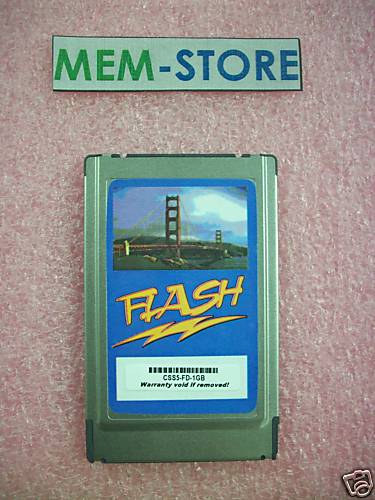 MEM-STORE
FLASH
CSS5-FD-1GB
Warranty void if removed!